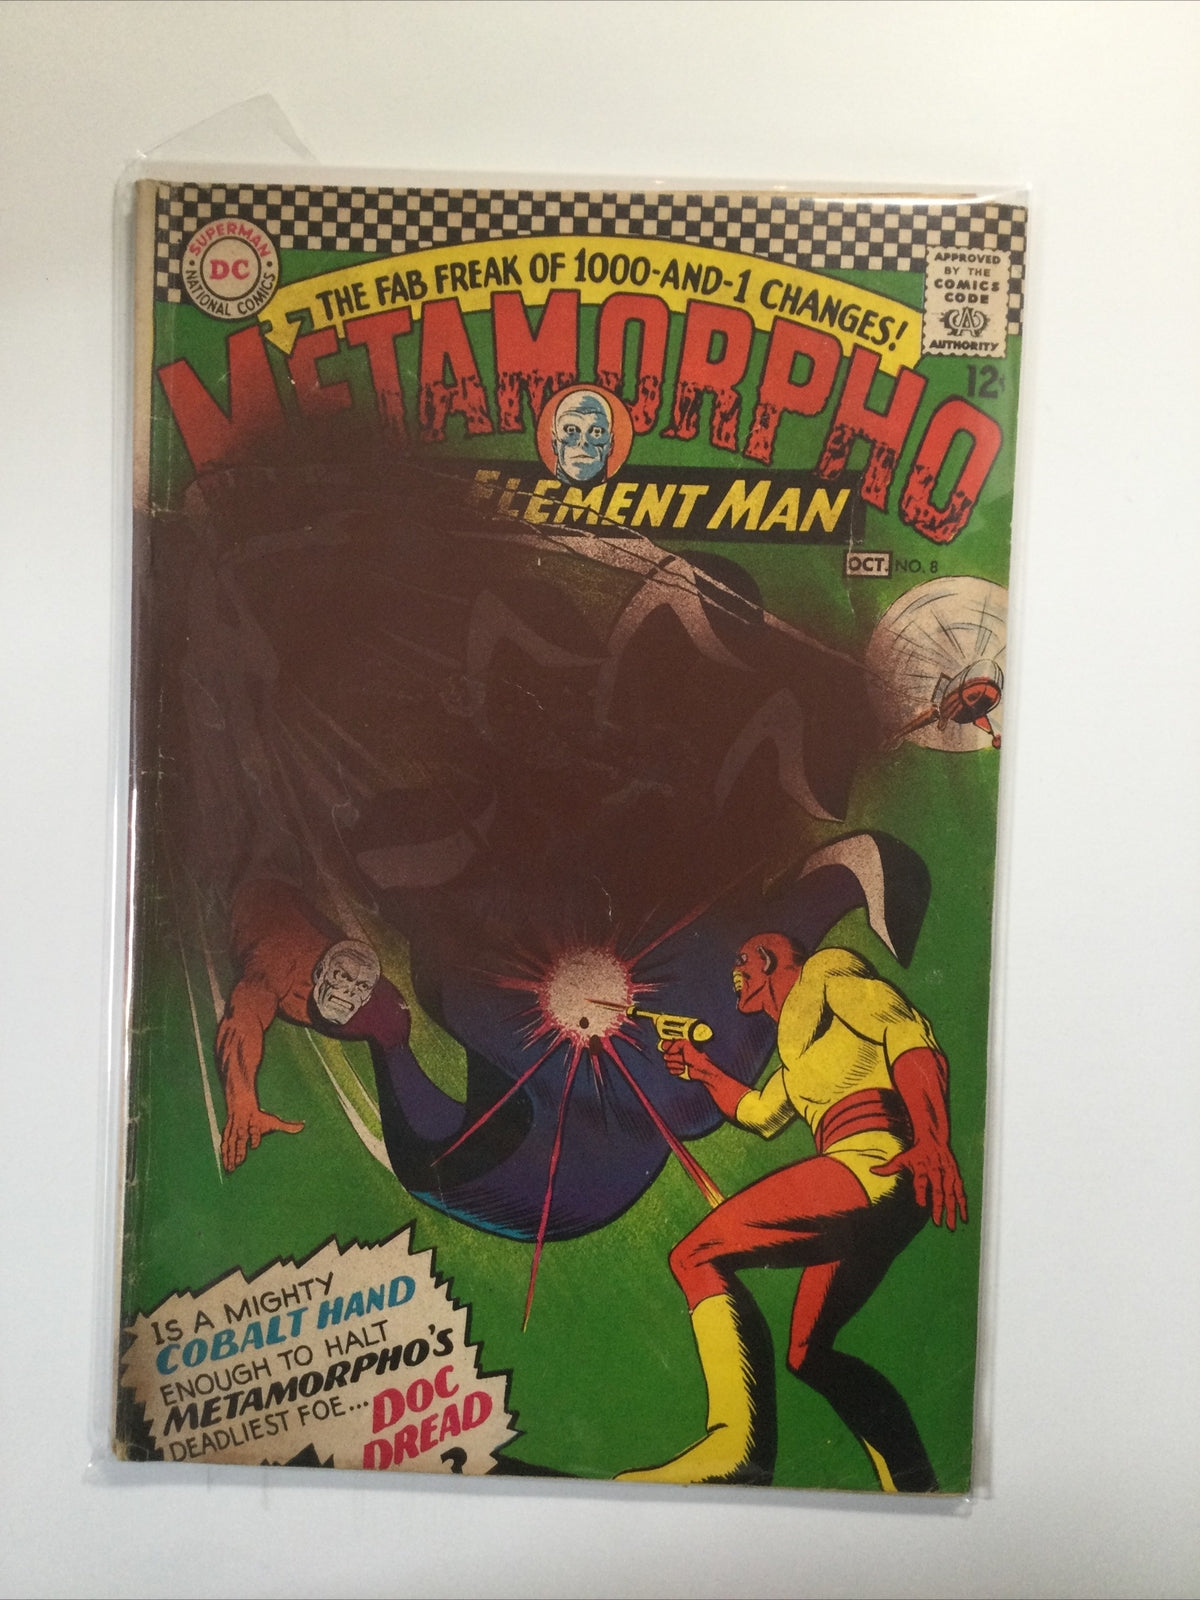 SUPERMAN
DC
NATIONAL COMICS
THE FAB FREAK OF 1000-AND-1 CHANGES!
APPROVED
BY THE
COMICS
CODE
AUTHORITY
METAMORPHO
12¢
ELEMENT MAN
OCT. NO. 8
IS A MIGHTY
COBALT HAND
ENOUGH TO HALT
METAMORPHO'S
DEADLIEST FOE... DOC
DREAD
?